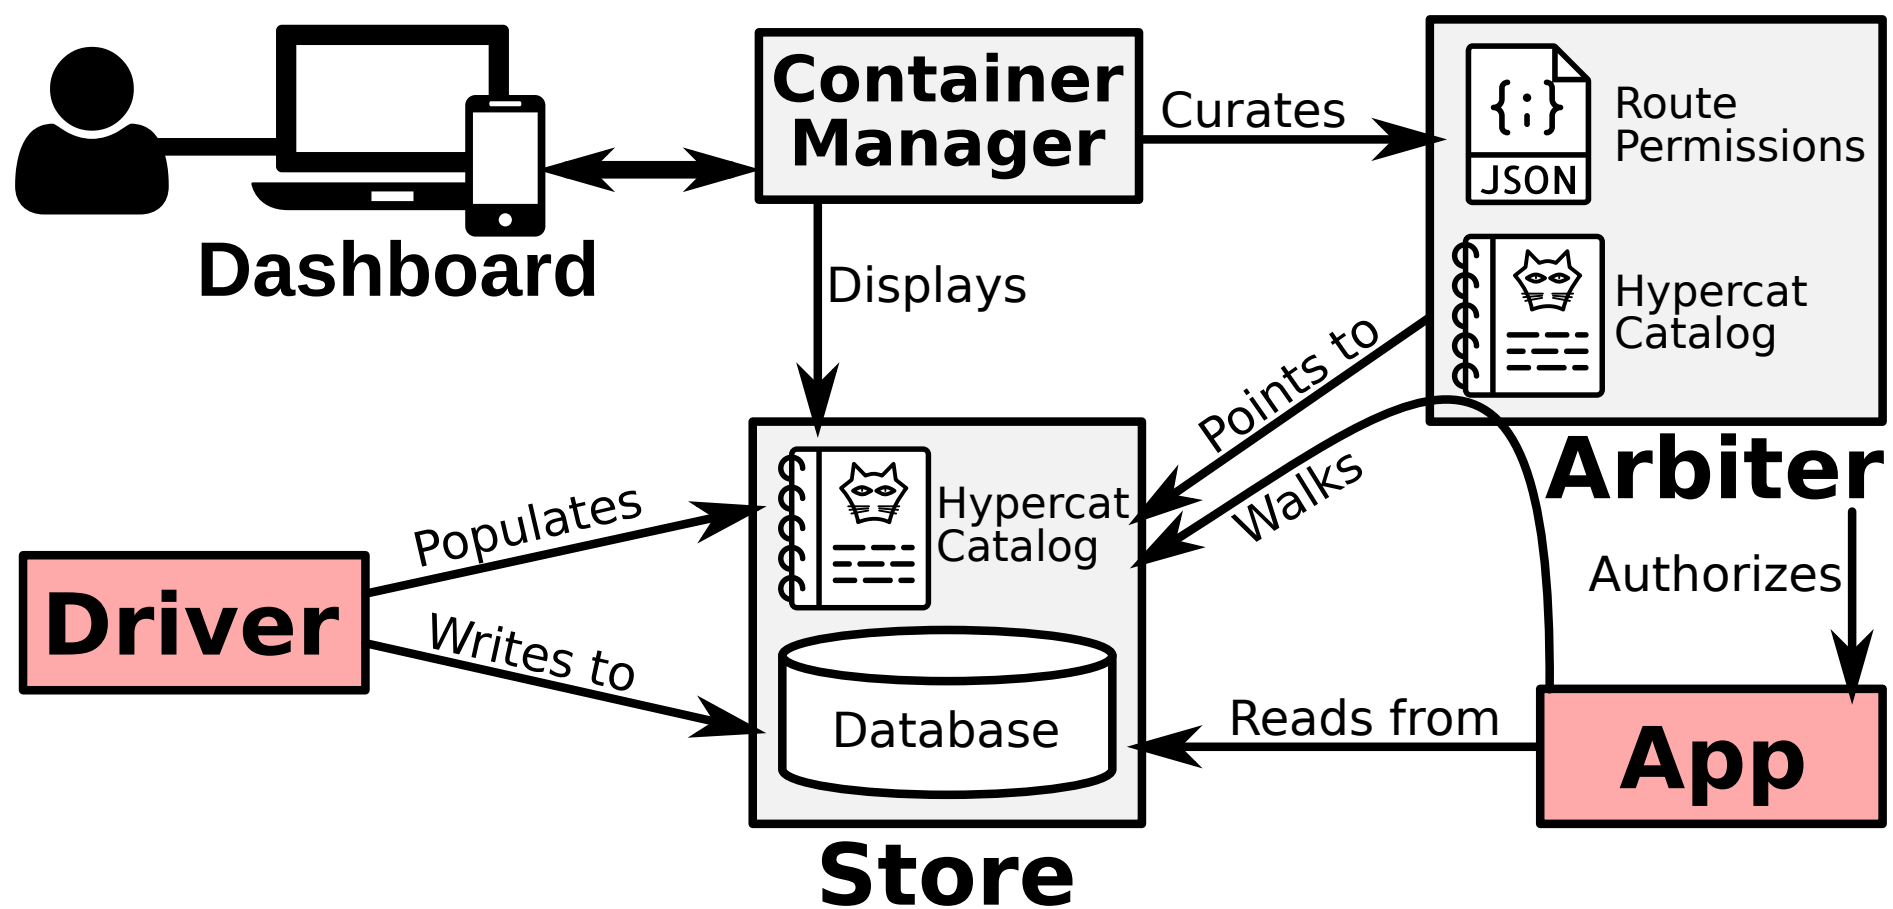 Container
Manager
Curates
Route
Permissions
JSON
Dashboard
Displays
Hypercat
Catalog
Points to
Walks
Arbiter
Populates
Hypercat
Catalog
Authorizes
Driver
Writes to
Database
Reads from
App
Store